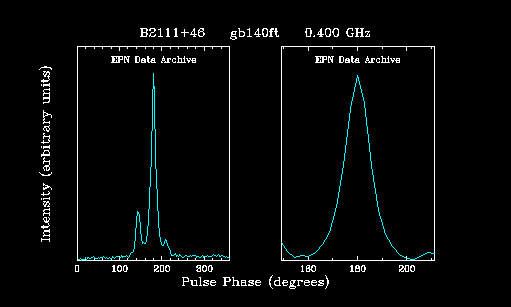 B2111+46 gb140ft 0.400 GHz
EPN Data Archive
EPN Data Archive
Intensity (arbitrary units)
0 100 200 300
180 190 200
Pulse Phase (degrees)